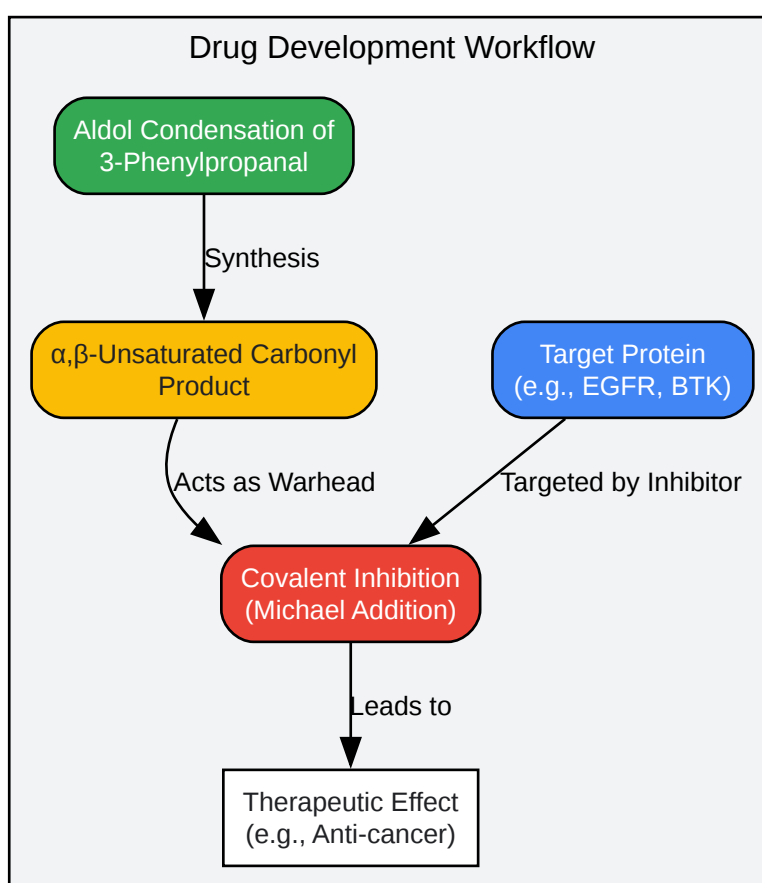 Drug Development Workflow
Aldol Condensation of
3-Phenylpropanal
Synthesis
α,β-Unsaturated Carbonyl
Product
Target Protein
(e.g., EGFR, BTK)
Acts as Warhead
Targeted by Inhibitor
Covalent Inhibition
(Michael Addition)
Leads to
Therapeutic Effect
(e.g., Anti-cancer)